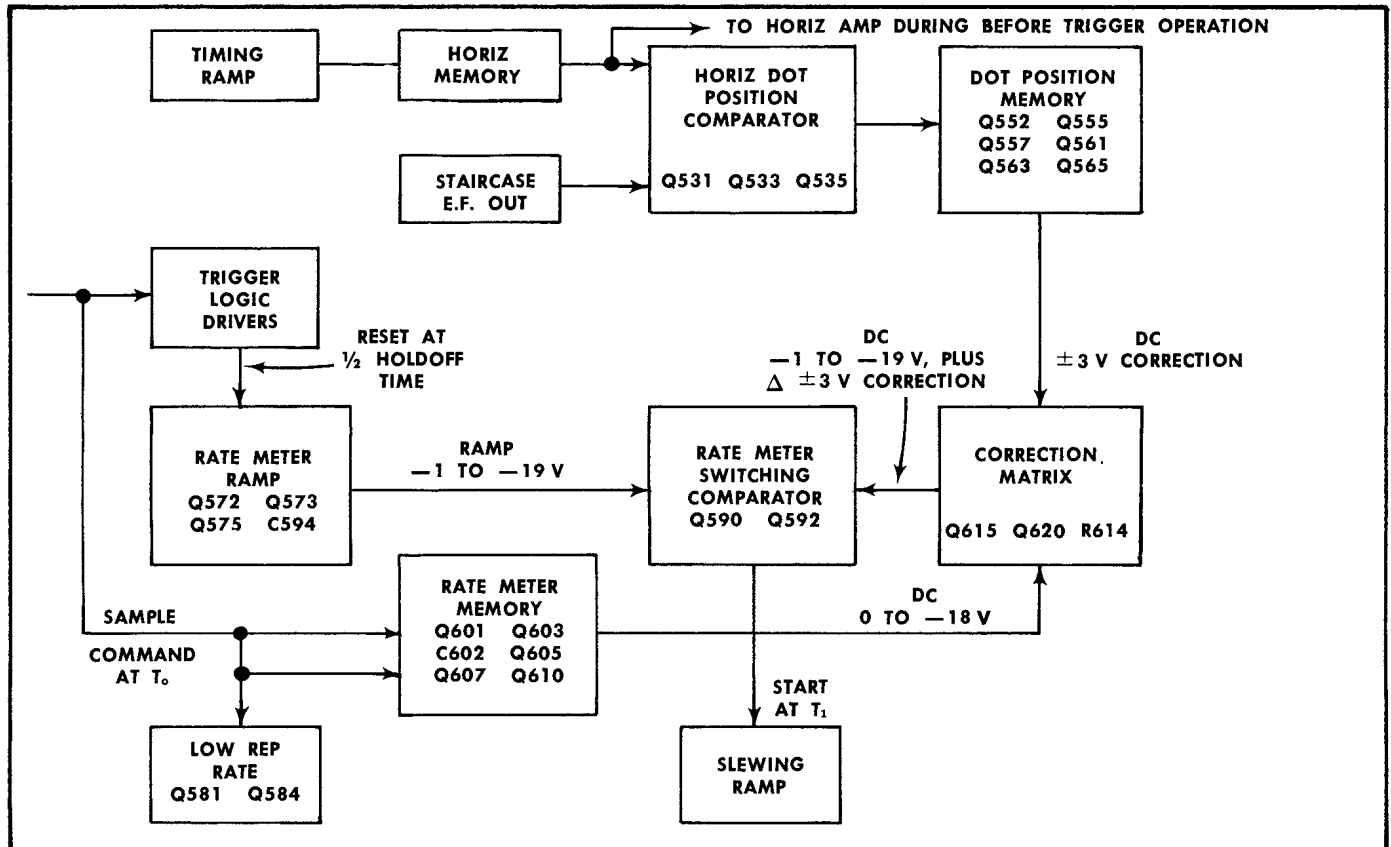 TO HORIZ AMP DURING BEFORE TRIGGER OPERATION
TIMING
RAMP
HORIZ
MEMORY
HORIZ DOT
POSITION
COMPARATOR
Q531 Q533 Q535
DOT POSITION
MEMORY
Q552 Q555
Q557 Q561
Q563 Q565
STAIRCASE
E.F. OUT
TRIGGER
LOGIC
DRIVERS
RESET AT
½ HOLDOFF
TIME
DC
—1 TO —19 V, PLUS
Δ ±3 V CORRECTION
DC
±3 V CORRECTION
RATE METER
RAMP
Q572 Q573
Q575 C594
RAMP
—1 TO —19 V
RATE METER
SWITCHING
COMPARATOR
Q590 Q592
CORRECTION
MATRIX
Q615 Q620 R614
SAMPLE
COMMAND
AT T₀
RATE METER
MEMORY
Q601 Q603
C602 Q605
Q607 Q610
DC
0 TO —18 V
START
AT T₁
LOW REP
RATE
Q581 Q584
SLEWING
RAMP